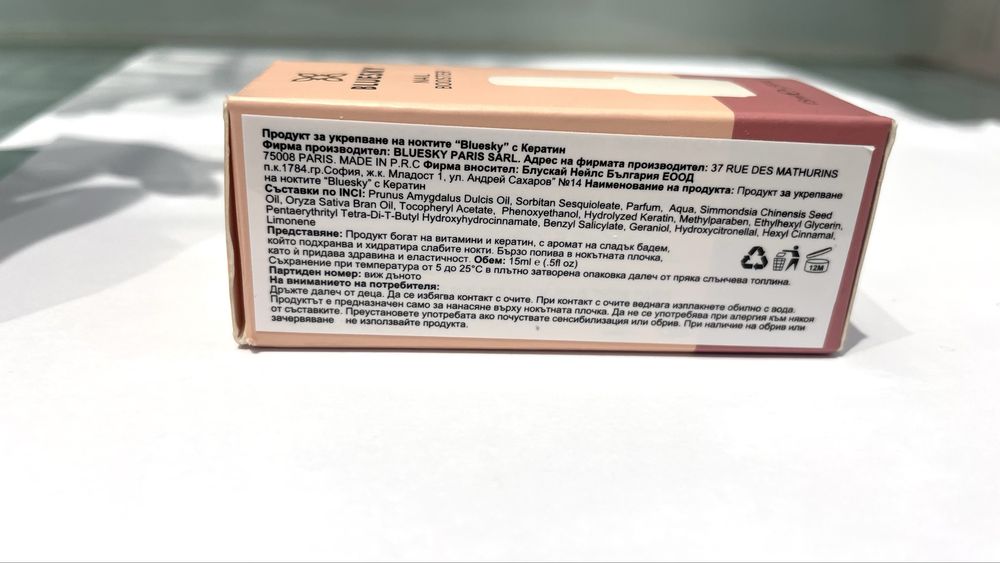 BLUESKY
NAIL
BOOSTER
Продукт за укрепване на ноктите "Bluesky" с Кератин
Фирма производител: BLUESKY PARIS SARL. Адрес на фирмата производител: 37 RUE DES MATHURINS
75008 PARIS. MADE IN P.R.C Фирма вносител: Блускай Нейлс България ЕООД
п.к.1784.гр.София, ж.к. Младост 1, ул. Андрей Сахаров" №14 Наименование на продукта: Продукт за укрепване
на ноктите "Bluesky" с Кератин
Съставки по INCI: Prunus Amygdalus Dulcis Oil, Sorbitan Sesquioleate, Parfum, Aqua, Simmondsia Chinensis Seed
Oil, Oryza Sativa Bran Oil, Tocopheryl Acetate, Phenoxyethanol, Hydrolyzed Keratin, Methylparaben, Ethylhexyl Glycerin,
Pentaerythrityl Tetra-Di-T-Butyl Hydroxyhydrocinnamate, Benzyl Salicylate, Geraniol, Hydroxycitronellal, Hexyl Cinnamal,
Limonene
Представяне: Продукт богат на витамини и кератин, с аромат на сладък бадем,
който подхранва и хидратира слабите нокти. Бързо попива в нокътната плочка,
като ѝ придава здравина и еластичност. Обем: 15ml e (.5fl oz)
Съхранение при температура от 5 до 25°C в плътно затворена опаковка далеч от пряка слънчева топлина.
Партиден номер: виж дъното
На вниманието на потребителя:
Дръжте далеч от деца. Да се избягва контакт с очите. При контакт с очите веднага изплакнете обилно с вода.
Продуктът е предназначен само за нанасяне върху нокътната плочка. Да не се употребява при алергия към някоя
от съставките. Преустановете употребата ако почуствате сенсибилизация или обрив. При наличие на обрив или
зачервяване не използвайте продукта.
12M